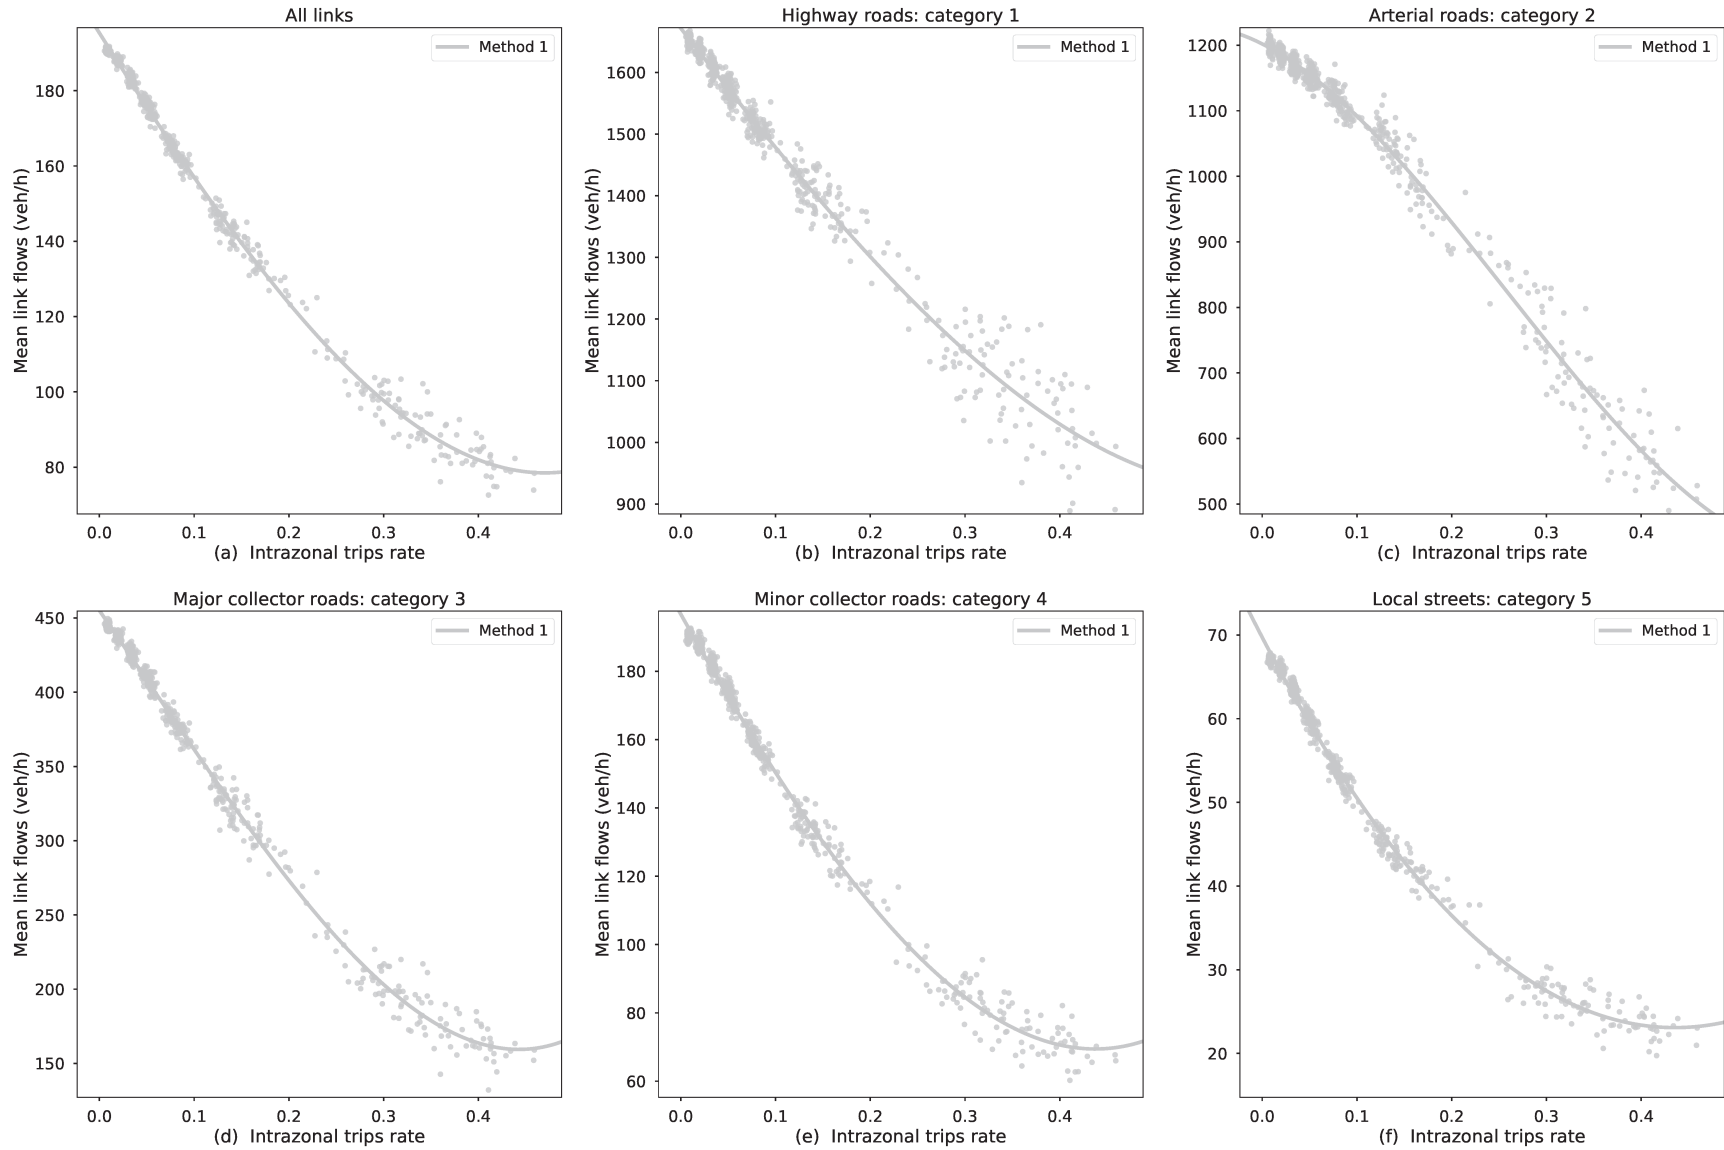 All links
Method 1
Mean link flows (veh/h)
180
160
140
120
100
80
0.0 0.1 0.2 0.3 0.4
(a) Intrazonal trips rate
Highway roads: category 1
Method 1
Mean link flows (veh/h)
1600
1500
1400
1300
1200
1100
1000
900
0.0 0.1 0.2 0.3 0.4
(b) Intrazonal trips rate
Arterial roads: category 2
Method 1
Mean link flows (veh/h)
1200
1100
1000
900
800
700
600
500
0.0 0.1 0.2 0.3 0.4
(c) Intrazonal trips rate
Major collector roads: category 3
Method 1
Mean link flows (veh/h)
450
400
350
300
250
200
150
0.0 0.1 0.2 0.3 0.4
(d) Intrazonal trips rate
Minor collector roads: category 4
Method 1
Mean link flows (veh/h)
180
160
140
120
100
80
60
0.0 0.1 0.2 0.3 0.4
(e) Intrazonal trips rate
Local streets: category 5
Method 1
Mean link flows (veh/h)
70
60
50
40
30
20
0.0 0.1 0.2 0.3 0.4
(f) Intrazonal trips rate